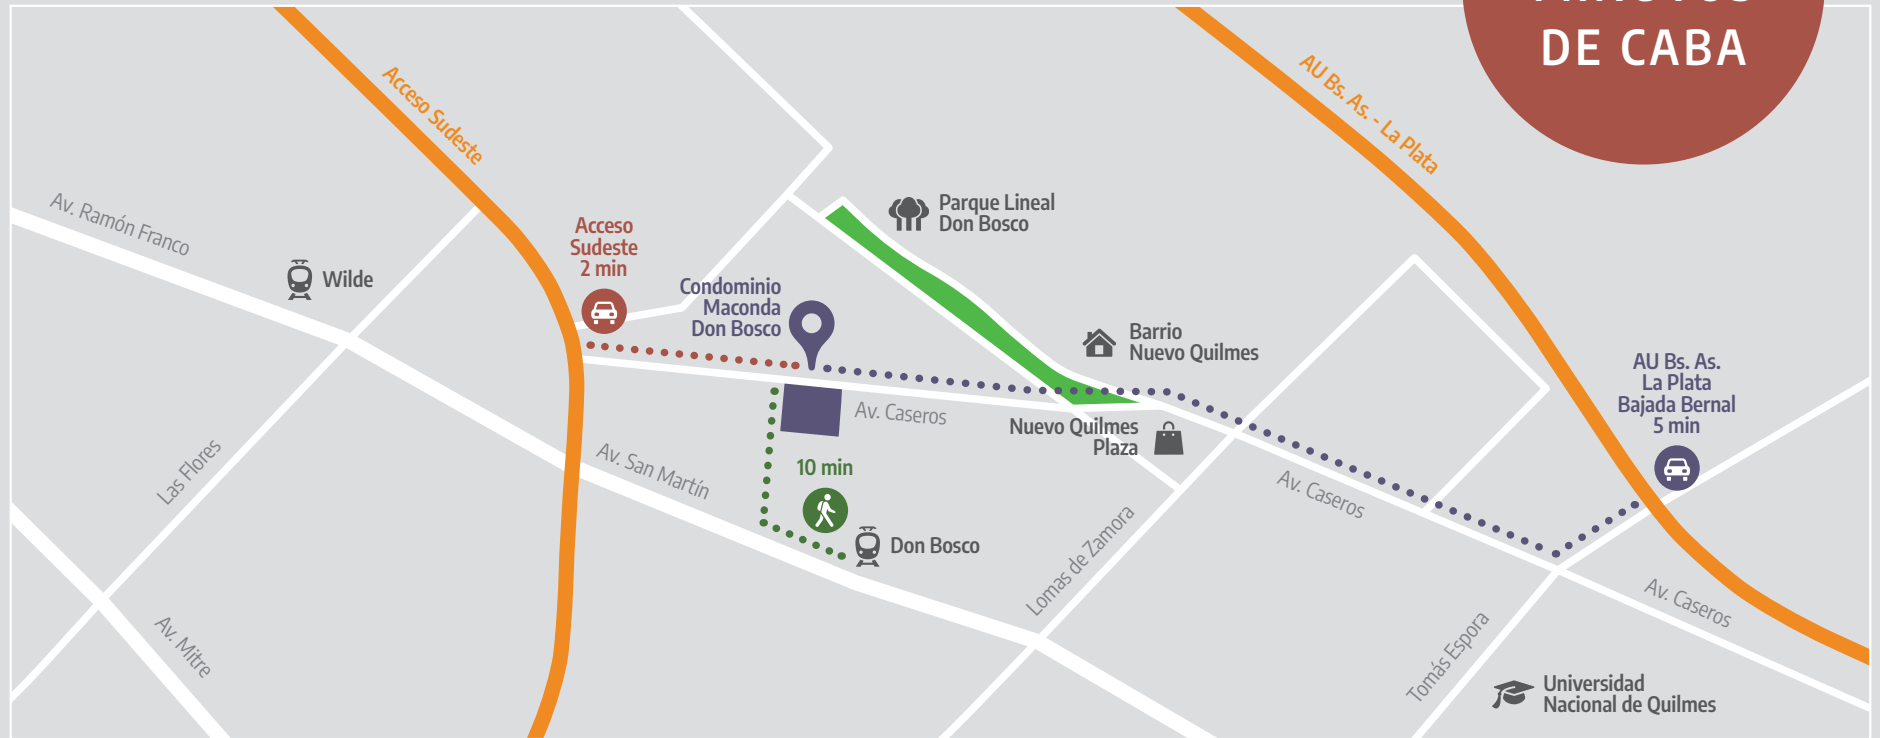 DE CABA
Acceso Sudeste
AU Bs. As. - La Plata
Av. Ramón Franco
Wilde
Acceso
Sudeste
2 min
Parque Lineal
Don Bosco
Condominio
Maconda
Don Bosco
Barrio
Nuevo Quilmes
AU Bs. As.
La Plata
Bajada Bernal
5 min
Av. Caseros
Nuevo Quilmes
Plaza
Las Flores
Av. San Martín
10 min
Av. Caseros
Don Bosco
Lomas de Zamora
Av. Caseros
Av. Mitre
Tomás Espora
Universidad
Nacional de Quilmes